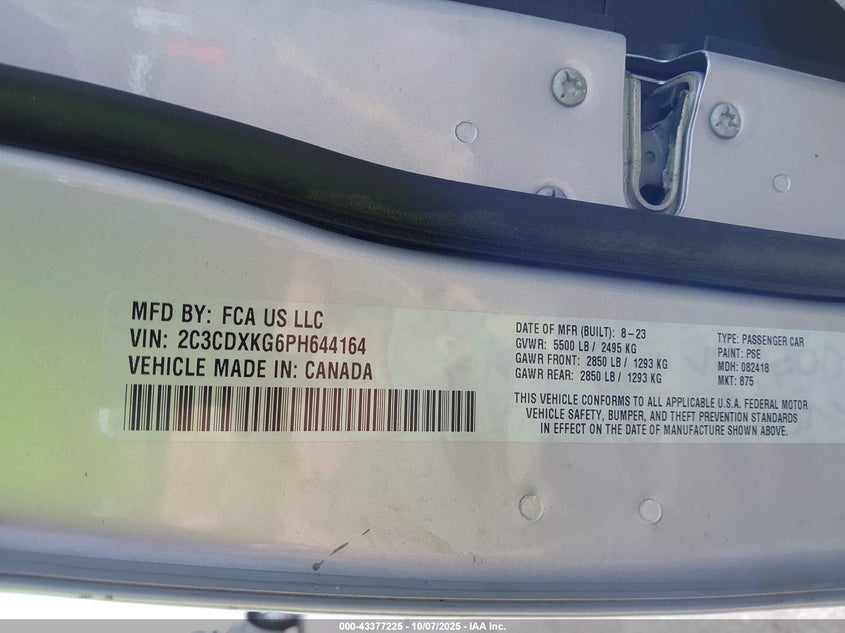 MFD BY: FCA US LLC
VIN: 2C3CDXKG6PH644164
VEHICLE MADE IN: CANADA
DATE OF MFR (BUILT): 8-23
GVWR: 5500 LB / 2495 KG
GAWR FRONT: 2850 LB / 1293 KG
GAWR REAR: 2850 LB / 1293 KG
TYPE: PASSENGER CAR
PAINT: PSE
MDH: 082418
MKT: 875
THIS VEHICLE CONFORMS TO ALL APPLICABLE U.S.A. FEDERAL MOTOR
VEHICLE SAFETY, BUMPER, AND THEFT PREVENTION STANDARDS
IN EFFECT ON THE DATE OF MANUFACTURE SHOWN ABOVE.
000-43377225 - 10/07/2025 - IAA Inc.